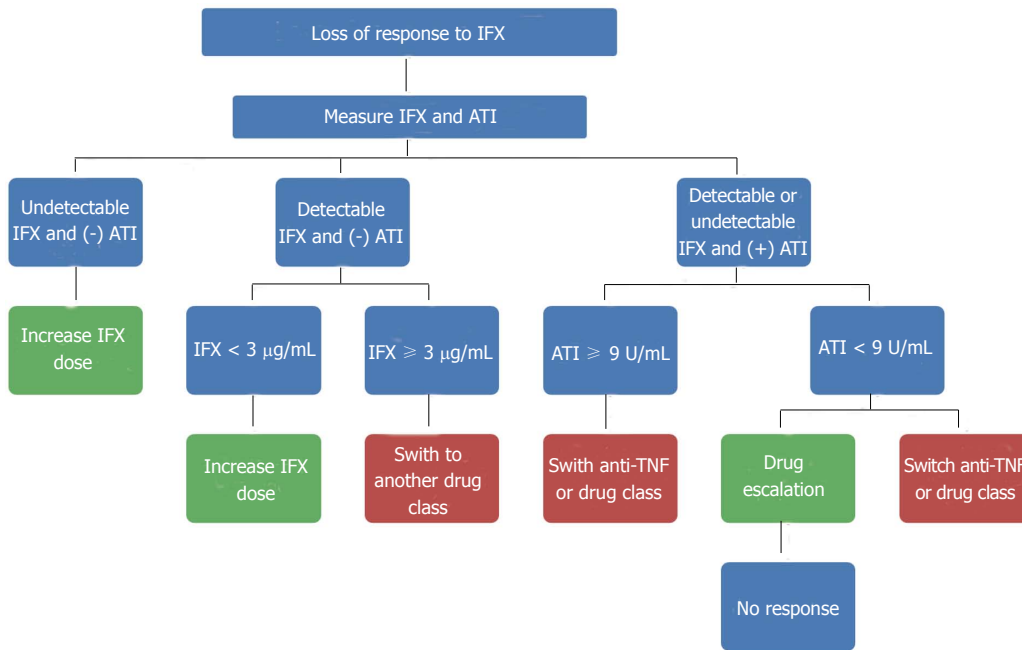 Loss of response to IFX
Measure IFX and ATI
Undetectable
IFX and (-) ATI
Detectable
IFX and (-) ATI
Detectable or
undetectable
IFX and (+) ATI
Increase IFX
dose
IFX < 3 μg/mL
IFX ⩾ 3 μg/mL
ATI ⩾ 9 U/mL
ATI < 9 U/mL
Increase IFX
dose
Swith to
another drug
class
Swith anti-TNF
or drug class
Drug
escalation
Switch anti-TNF
or drug class
No response